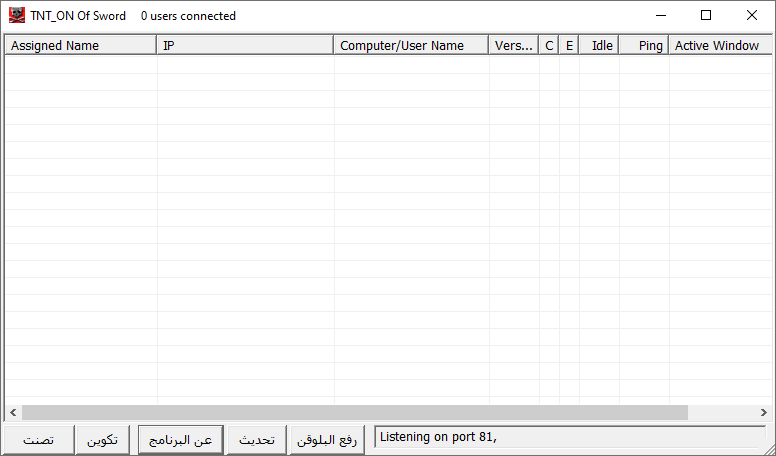 TNT_ON Of Sword 0 users connected
Assigned Name IP Computer/User Name Vers... C E Idle Ping Active Window
تصنت تكوين عن البرنامج تحديث رفع البلوقن Listening on port 81,